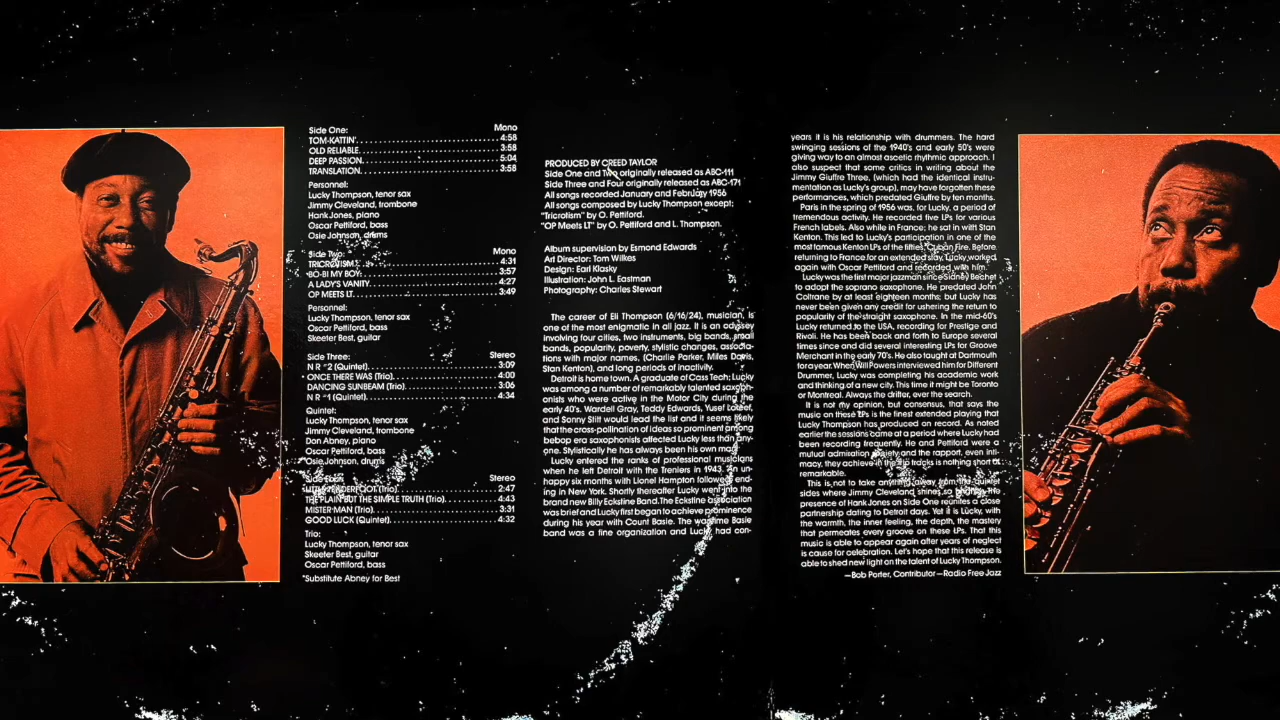 Side One: Mono
TOM-KATTIN'. 4:58
OLD RELIABLE. 3:58
DEEP PASSION. 5:04
TRANSLATION. 3:58
Personnel:
Lucky Thompson, tenor sax
Jimmy Cleveland, trombone
Hank Jones, piano
Oscar Pettiford, bass
Osie Johnson, drums
Side Two: Mono
TRICROTISM. 4:31
BO-BI MY BOY. 3:57
A LADY'S VANITY. 4:27
OP MEETS LT. 3:49
Personnel:
Lucky Thompson, tenor sax
Oscar Pettiford, bass
Skeeter Best, guitar
Side Three: Stereo
N R #2 (Quintet). 3:09
* ONCE THERE WAS (Trio). 4:00
DANCING SUNBEAM (Trio). 3:06
N R #1 (Quintet). 4:34
Quintet:
Lucky Thompson, tenor sax
Jimmy Cleveland, trombone
Don Abney, piano
Oscar Pettiford, bass
Osie Johnson, drums
Side Four: Stereo
LITTLE TENDER FOOT (Trio). 2:47
THE PLAIN BUT THE SIMPLE TRUTH (Trio). 4:43
MISTER-MAN (Trio). 3:31
GOOD LUCK (Quintet). 4:32
Trio:
Lucky Thompson, tenor sax
Skeeter Best, guitar
Oscar Pettiford, bass
*Substitute Abney for Best
PRODUCED BY CREED TAYLOR
Side One and Two originally released as ABC-111
Side Three and Four originally released as ABC-171
All songs recorded January and February 1956
All songs composed by Lucky Thompson except:
"Tricrotism" by O. Pettiford.
"OP MEETS LT" by O. Pettiford and L. Thompson.
Album supervision by Esmond Edwards
Art Director: Tom Wilkes
Design: Earl Klasky
Illustration: John L. Eastman
Photography: Charles Stewart
The career of Eli Thompson (6/16/24), musician, is
one of the most enigmatic in all jazz. It is an odyssey
involving four cities, two instruments, big bands, small
bands, popularity, poverty, stylistic changes, associa-
tions with major names, (Charlie Parker, Miles Davis,
Stan Kenton), and long periods of inactivity.
Detroit is home town. A graduate of Cass Tech; Lucky
was among a number of remarkably talented saxoph-
onists who were active in the Motor City during the
early 40's. Wardell Gray, Teddy Edwards, Yusef Lateef,
and Sonny Stitt would lead the list and it seems likely
that the cross-pollination of ideas so prominent among
bebop era saxophonists affected Lucky less than any-
one. Stylistically he has always been his own man.
Lucky entered the ranks of professional musicians
when he left Detroit with the Treniers in 1943. An un-
happy six months with Lionel Hampton followed, end-
ing in New York. Shortly thereafter Lucky went into the
brand new Billy Eckstine Band. The Eckstine association
was brief and Lucky first began to achieve prominence
during his year with Count Basie. The wartime Basie
band was a fine organization and Lucky had con-
years it is his relationship with drummers. The hard
swinging sessions of the 1940's and early 50's were
giving way to an almost ascetic rhythmic approach. I
also suspect that some critics in writing about the
Jimmy Giuffre Three, (which had the identical instru-
mentation as Lucky's group), may have forgotten these
performances, which predated Giuffre by ten months.
Paris in the spring of 1956 was, for Lucky, a period of
tremendous activity. He recorded five LPs for various
French labels. Also while in France; he sat in with Stan
Kenton. This led to Lucky's participation in one of the
most famous Kenton LPs of the fifties, Cuban Fire. Before
returning to France for an extended stay, Lucky worked
again with Oscar Pettiford and recorded with him.
Lucky was the first major jazzman since Sidney Bechet
to adopt the soprano saxophone. He predated John
Coltrane by at least eighteen months; but Lucky has
never been given any credit for ushering the return to
popularity of the straight saxophone. In the mid-60's
Lucky returned to the USA, recording for Prestige and
Rivoli. He has been back and forth to Europe several
times since and did several interesting LPs for Groove
Merchant in the early 70's. He also taught at Dartmouth
for a year. When Will Powers interviewed him for Different
Drummer, Lucky was completing his academic work
and thinking of a new city. This time it might be Toronto
or Montreal. Always the drifter, ever the search.
It is not my opinion, but consensus, that says the
music on these LPs is the finest extended playing that
Lucky Thompson has produced on record. As noted
earlier the sessions came at a period where Lucky had
been recording frequently. He and Pettiford were a
mutual admiration society and the rapport, even inti-
macy, they achieve in the trio tracks is nothing short of
remarkable.
This is not to take anything away from the quintet
sides where Jimmy Cleveland shines so brightly. The
presence of Hank Jones on Side One reunites a close
partnership dating to Detroit days. Yet it is Lucky, with
the warmth, the inner feeling, the depth, the mastery
that permeates every groove on these LPs. That this
music is able to appear again after years of neglect
is cause for celebration. Let's hope that this release is
able to shed new light on the talent of Lucky Thompson.
—Bob Porter, Contributor—Radio Free Jazz